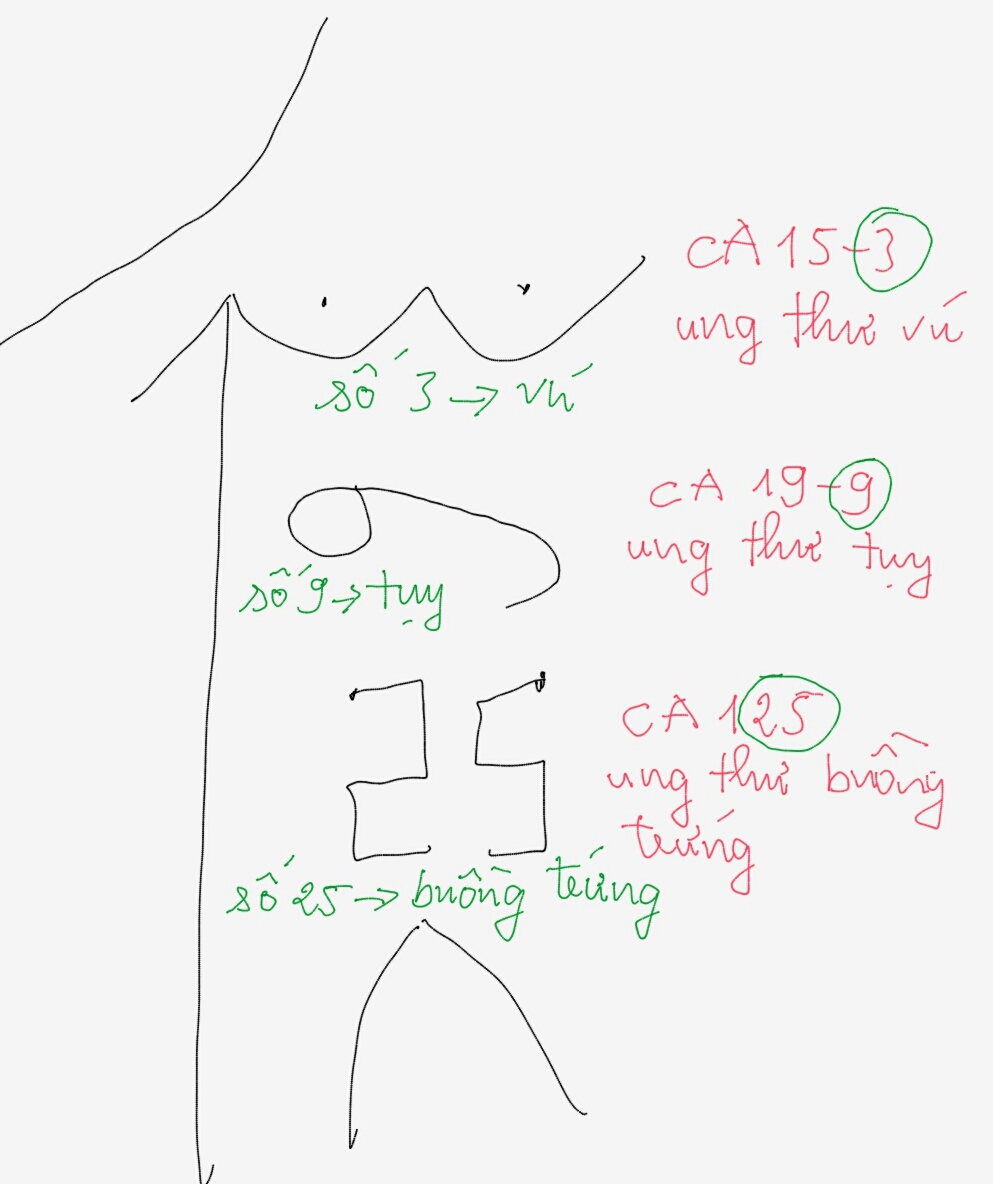 CA 15-3
ung thư vú
số 3 → vú
CA 19-9
ung thư tụy
số 9 → tụy
CA 125
ung thư buồng
trứng
số 25 → buồng trứng